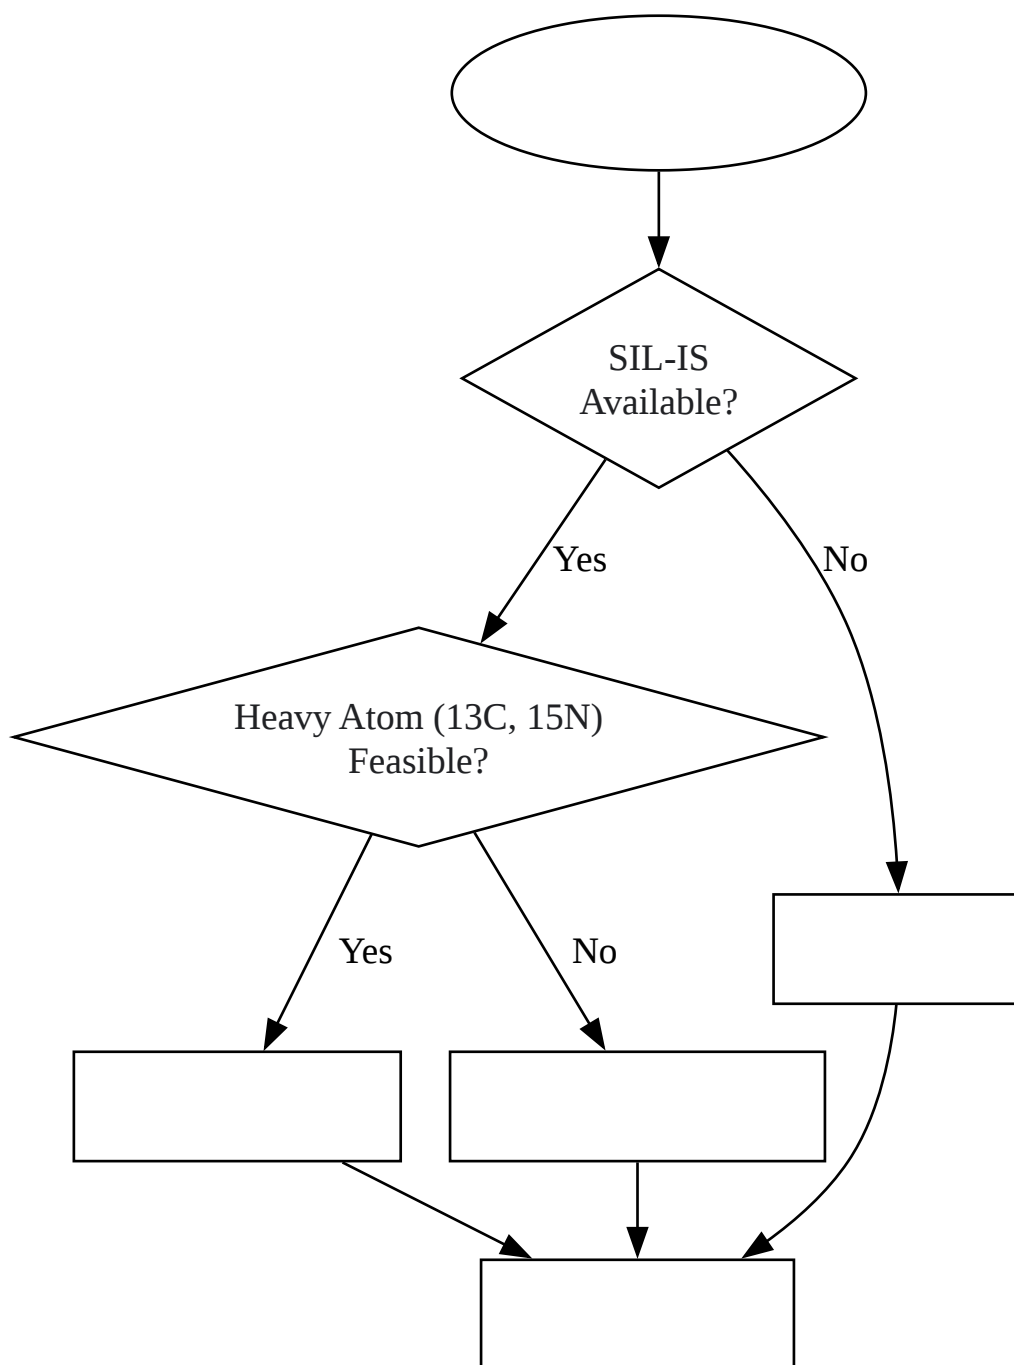 SIL-IS
Available?
Yes
No
Heavy Atom (13C, 15N)
Feasible?
Yes
No